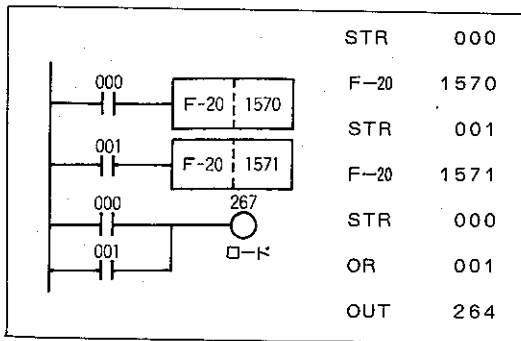 000
F-20 1570
001
F-20 1571
000
267
ロード
001
STR 000
F-20 1570
STR 001
F-20 1571
STR 000
OR 001
OUT 264